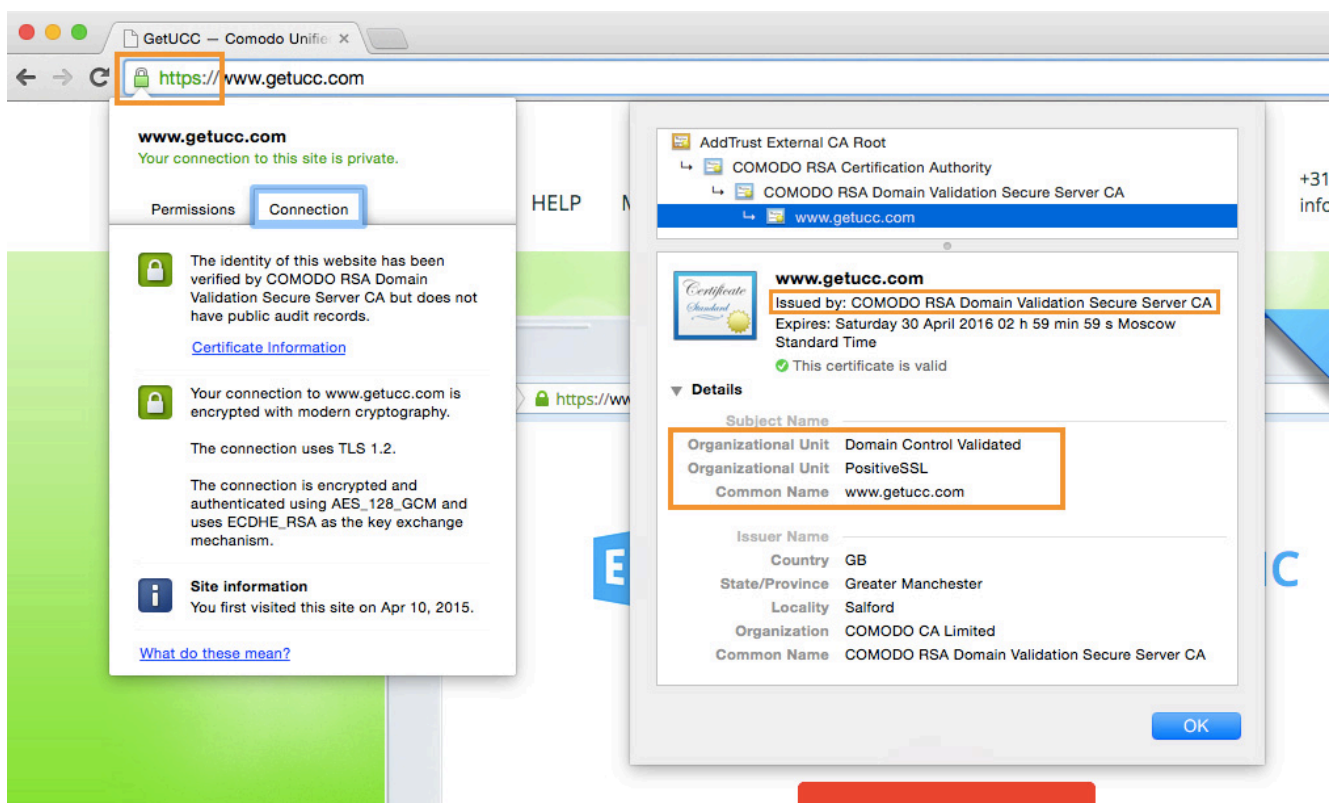 GetUCC — Comodo Unifie
https://www.getucc.com
www.getucc.com
Your connection to this site is private.
Permissions
Connection
The identity of this website has been
verified by COMODO RSA Domain
Validation Secure Server CA but does not
have public audit records.
Certificate Information
Your connection to www.getucc.com is
encrypted with modern cryptography.
The connection uses TLS 1.2.
The connection is encrypted and
authenticated using AES_128_GCM and
uses ECDHE_RSA as the key exchange
mechanism.
Site information
You first visited this site on Apr 10, 2015.
What do these mean?
HELP
https://ww
E
AddTrust External CA Root
COMODO RSA Certification Authority
COMODO RSA Domain Validation Secure Server CA
www.getucc.com
Certificate
Standard
www.getucc.com
Issued by: COMODO RSA Domain Validation Secure Server CA
Expires: Saturday 30 April 2016 02 h 59 min 59 s Moscow
Standard Time
This certificate is valid
Details
Subject Name
Organizational Unit Domain Control Validated
Organizational Unit PositiveSSL
Common Name www.getucc.com
Issuer Name
Country GB
State/Province Greater Manchester
Locality Salford
Organization COMODO CA Limited
Common Name COMODO RSA Domain Validation Secure Server CA
OK
+31
info
C